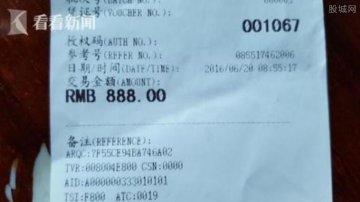 看看新闻
股城网
凭证号(VOUCHER NO.):
001067
授权码(AUTH NO.):
参考号(REFER NO.): 085517462006
日期/时间(DATE/TIME): 2016/06/20 08:55:17
交易金额(AMOUNT):
RMB 888.00
备注(REFERENCE):
ARQC:7F55CE94BA746A02
TVR:008004E800 CSN:0000
AID:A000000333010101
TSI:F800 ATC:0019